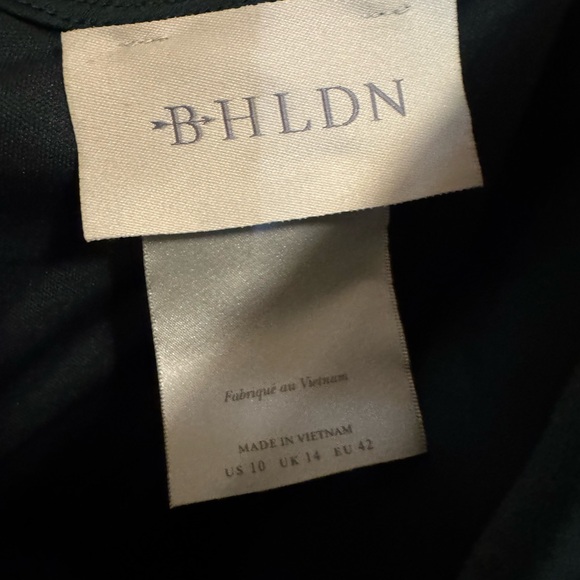 BHLDN
Fabriqué au Vietnam
MADE IN VIETNAM
US 10 UK 14 EU 42